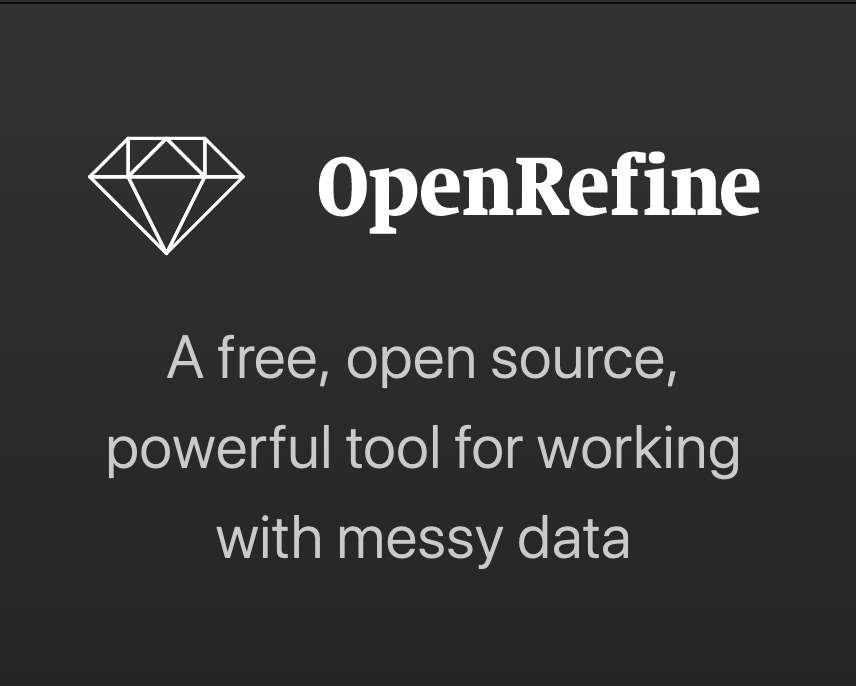 OpenRefine
A free, open source,
powerful tool for working
with messy data